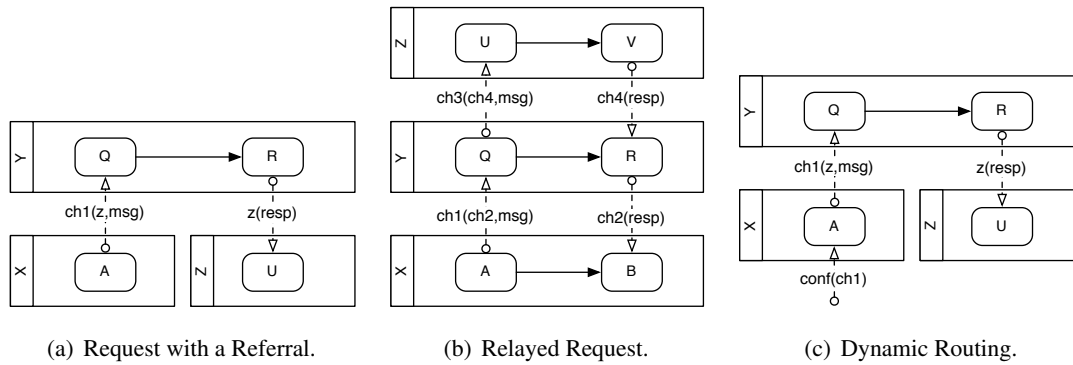 Y
Q
R
ch1(z,msg)
z(resp)
X
A
Z
U
(a) Request with a Referral.
Z
U
V
ch3(ch4,msg)
ch4(resp)
Y
Q
R
ch1(ch2,msg)
ch2(resp)
X
A
B
(b) Relayed Request.
Y
Q
R
ch1(z,msg)
z(resp)
X
A
Z
U
conf(ch1)
(c) Dynamic Routing.